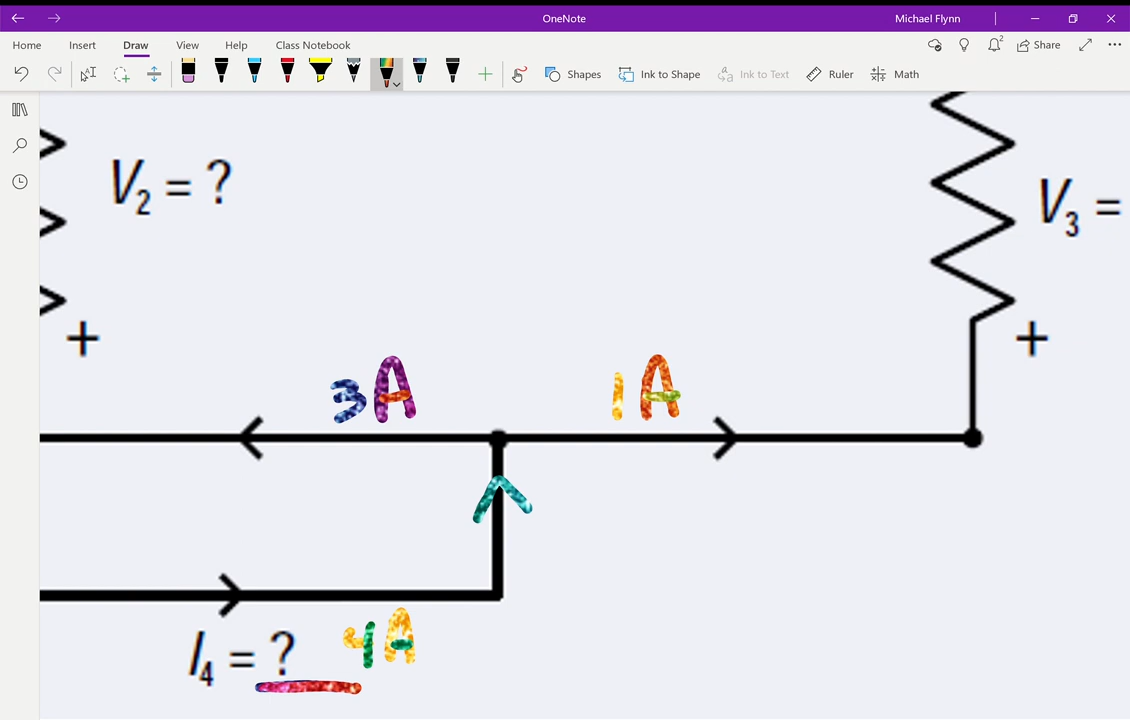 OneNote
Michael Flynn
Home Insert Draw View Help Class Notebook
Share
Shapes Ink to Shape Ink to Text Ruler Math
V₂ = ?
V₃ =
+
+
3A 1A
I₄ = ? 4A